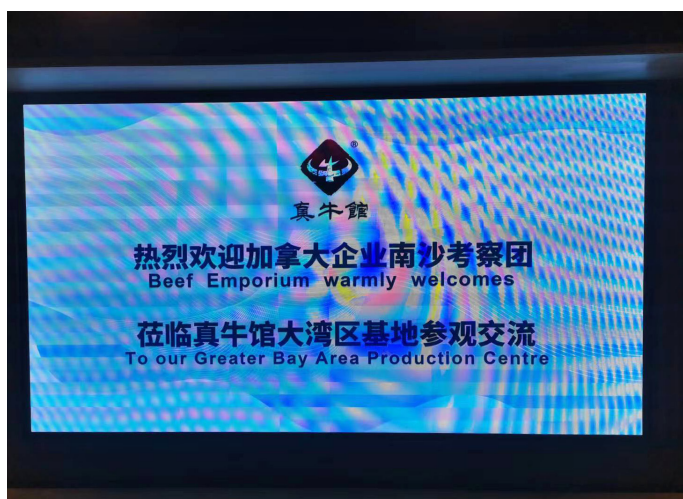 ®
真牛館
热烈欢迎加拿大企业南沙考察团
Beef Emporium warmly welcomes
莅临真牛馆大湾区基地参观交流
To our Greater Bay Area Production Centre